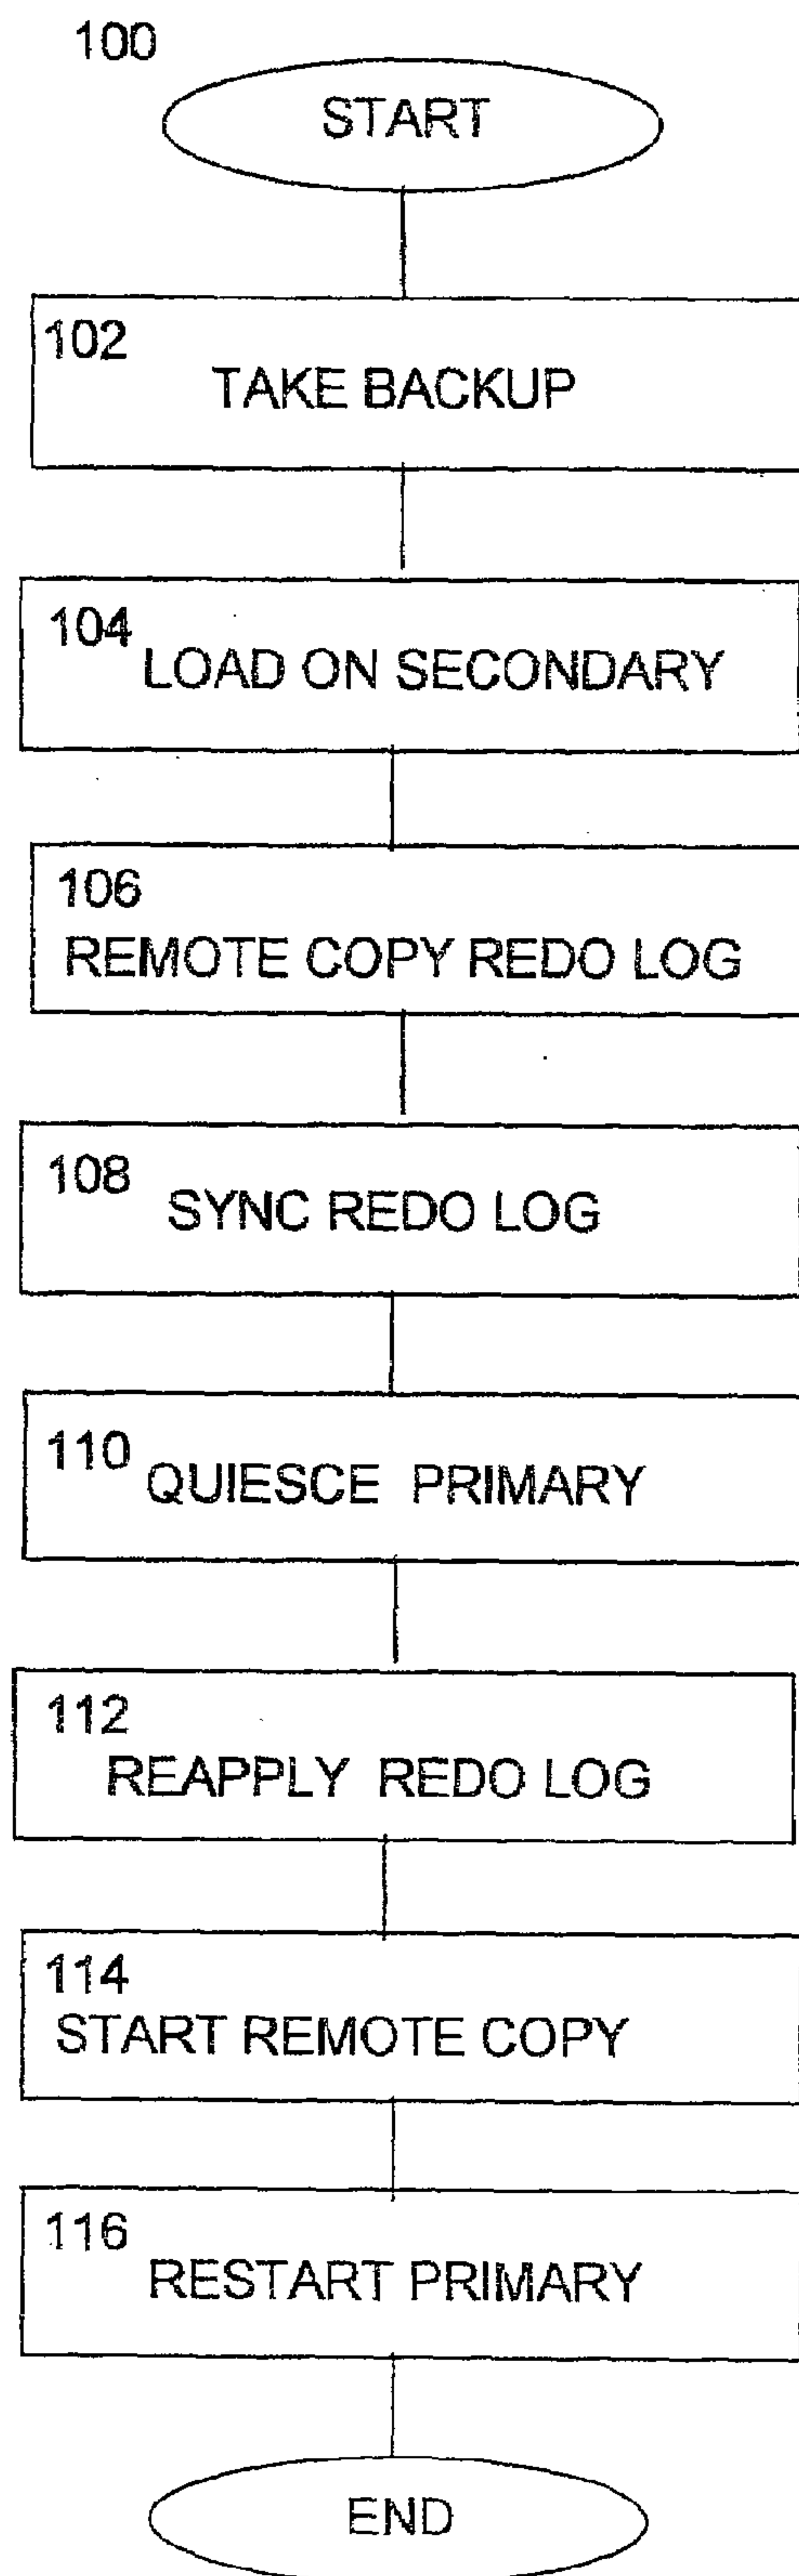 100
START
102
TAKE BACKUP
104
LOAD ON SECONDARY
106
REMOTE COPY REDO LOG
108
SYNC REDO LOG
110
QUIESCE PRIMARY
112
REAPPLY REDO LOG
114
START REMOTE COPY
116
RESTART PRIMARY
END